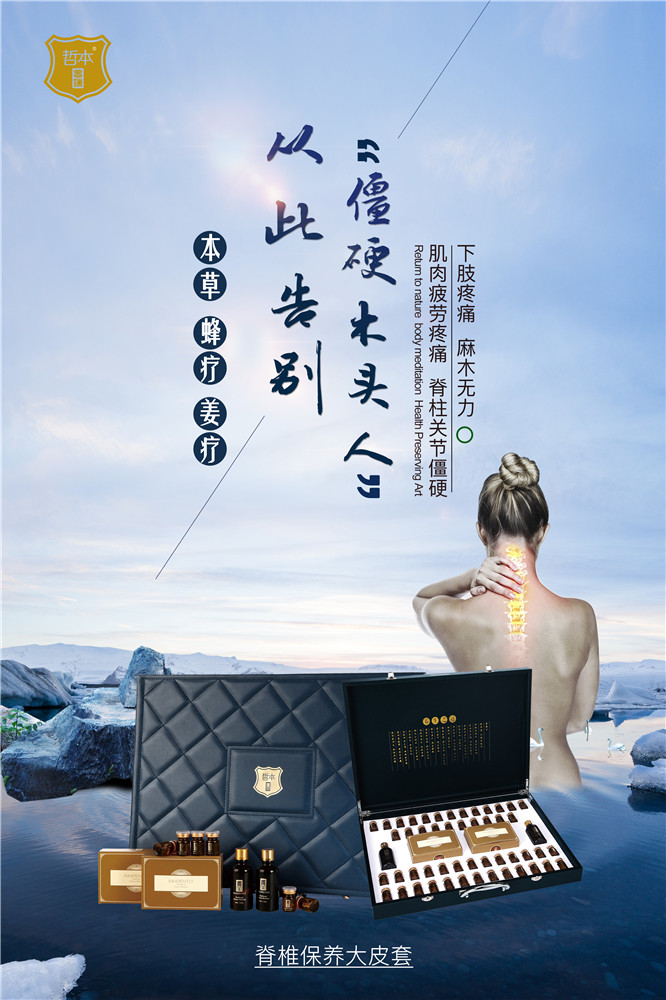 哲本®
“僵硬木头人”
从此告别
下肢疼痛 麻木无力
肌肉疲劳疼痛 脊柱关节僵硬
Return to nature body meditation Health Preserving Art
本草 蜂疗 姜疗
哲本
脊椎保养大皮套